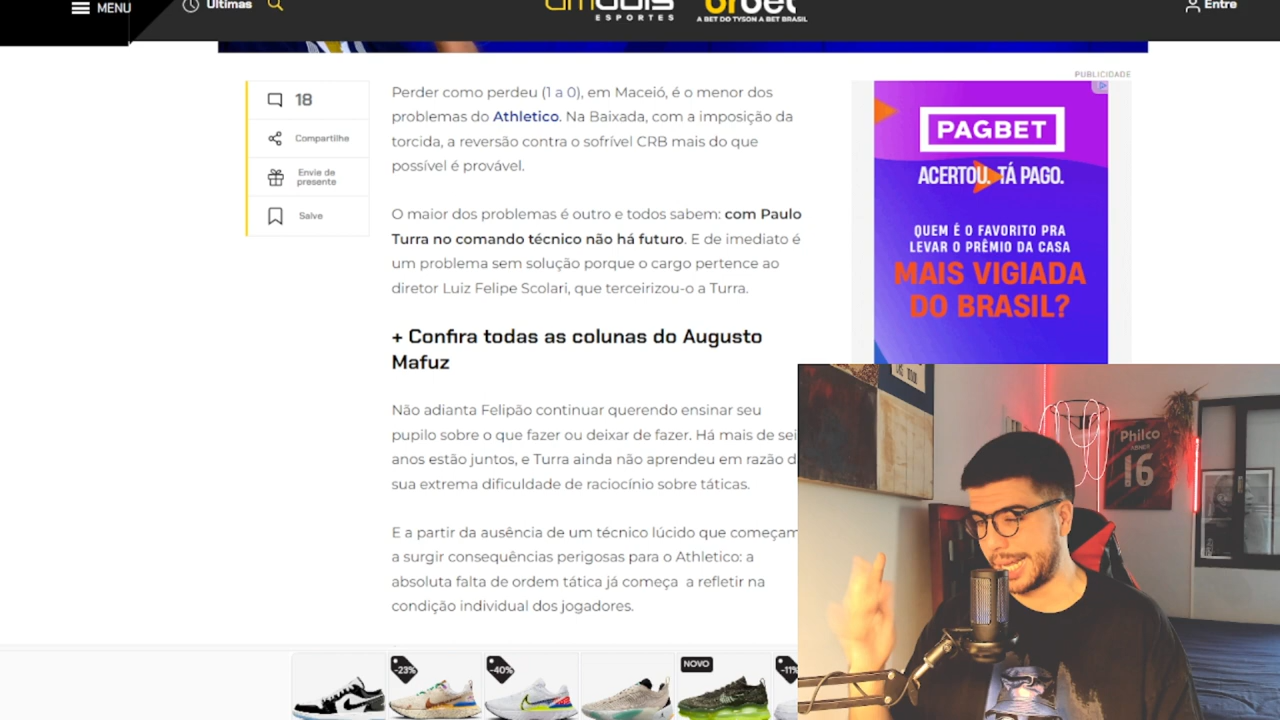 MENU
Últimas
ESPORTES
A BET DO TYSON A BET BRASIL
Entre
PUBLICIDADE
18
Compartilhe
Envie de
presente
Salve
Perder como perdeu (1 a 0), em Maceió, é o menor dos
problemas do Athletico. Na Baixada, com a imposição da
torcida, a reversão contra o sofrível CRB mais do que
possível é provável.
O maior dos problemas é outro e todos sabem: com Paulo
Turra no comando técnico não há futuro. E de imediato é
um problema sem solução porque o cargo pertence ao
diretor Luiz Felipe Scolari, que terceirizou-o a Turra.
+ Confira todas as colunas do Augusto
Mafuz
Não adianta Felipão continuar querendo ensinar seu
pupilo sobre o que fazer ou deixar de fazer. Há mais de sei
anos estão juntos, e Turra ainda não aprendeu em razão d
sua extrema dificuldade de raciocínio sobre táticas.
E a partir da ausência de um técnico lúcido que começam
a surgir consequências perigosas para o Athletico: a
absoluta falta de ordem tática já começa a refletir na
condição individual dos jogadores.
PAGBET
ACERTOU, TÁ PAGO.
QUEM É O FAVORITO PRA
LEVAR O PRÊMIO DA CASA
MAIS VIGIADA
DO BRASIL?
Philco
16
-23%
-40%
NOVO
-11%